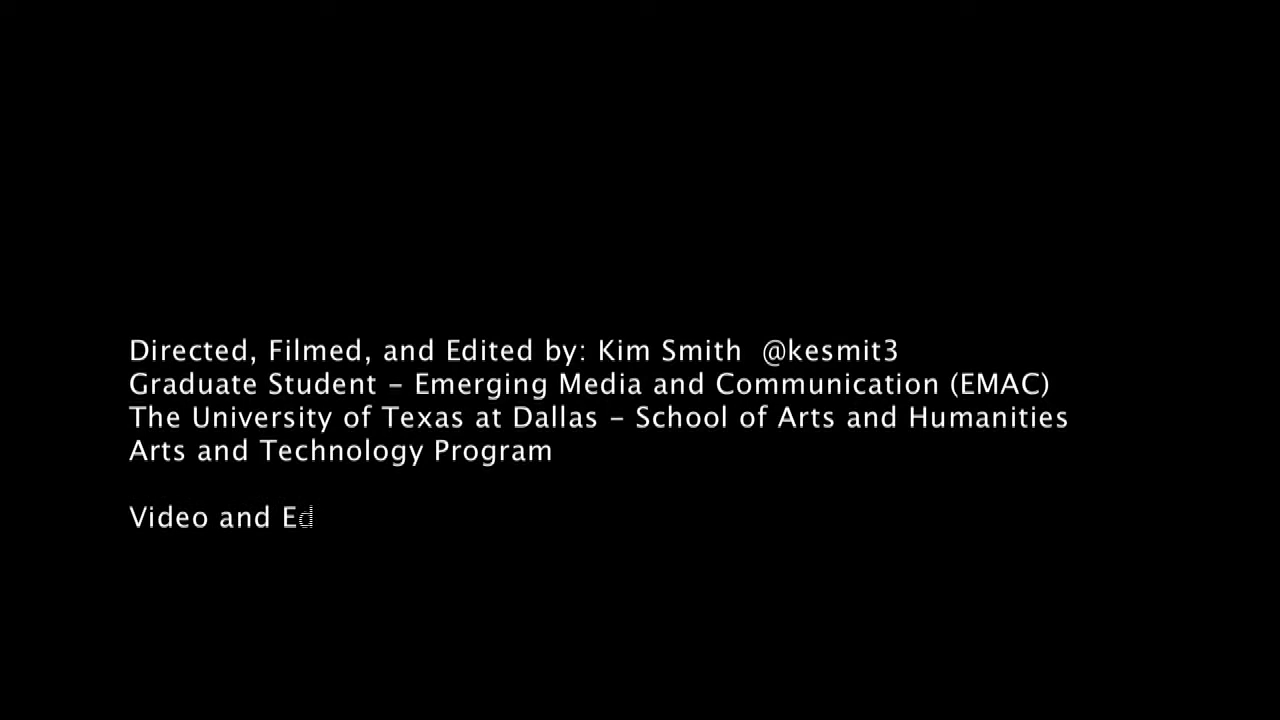 Directed, Filmed, and Edited by: Kim Smith  @kesmit3
Graduate Student – Emerging Media and Communication (EMAC)
The University of Texas at Dallas – School of Arts and Humanities
Arts and Technology Program
Video and Ed